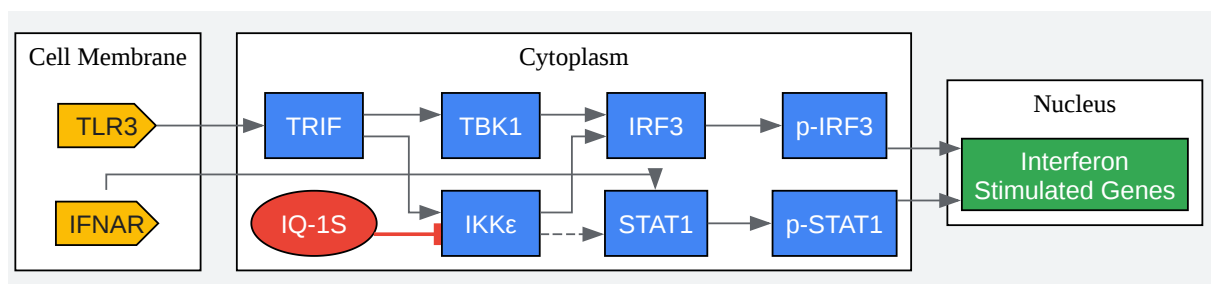 Cell Membrane
Cytoplasm
Nucleus
TLR3
TRIF
TBK1
IRF3
p-IRF3
Interferon
Stimulated Genes
IFNAR
IQ-1S
IKKε
STAT1
p-STAT1